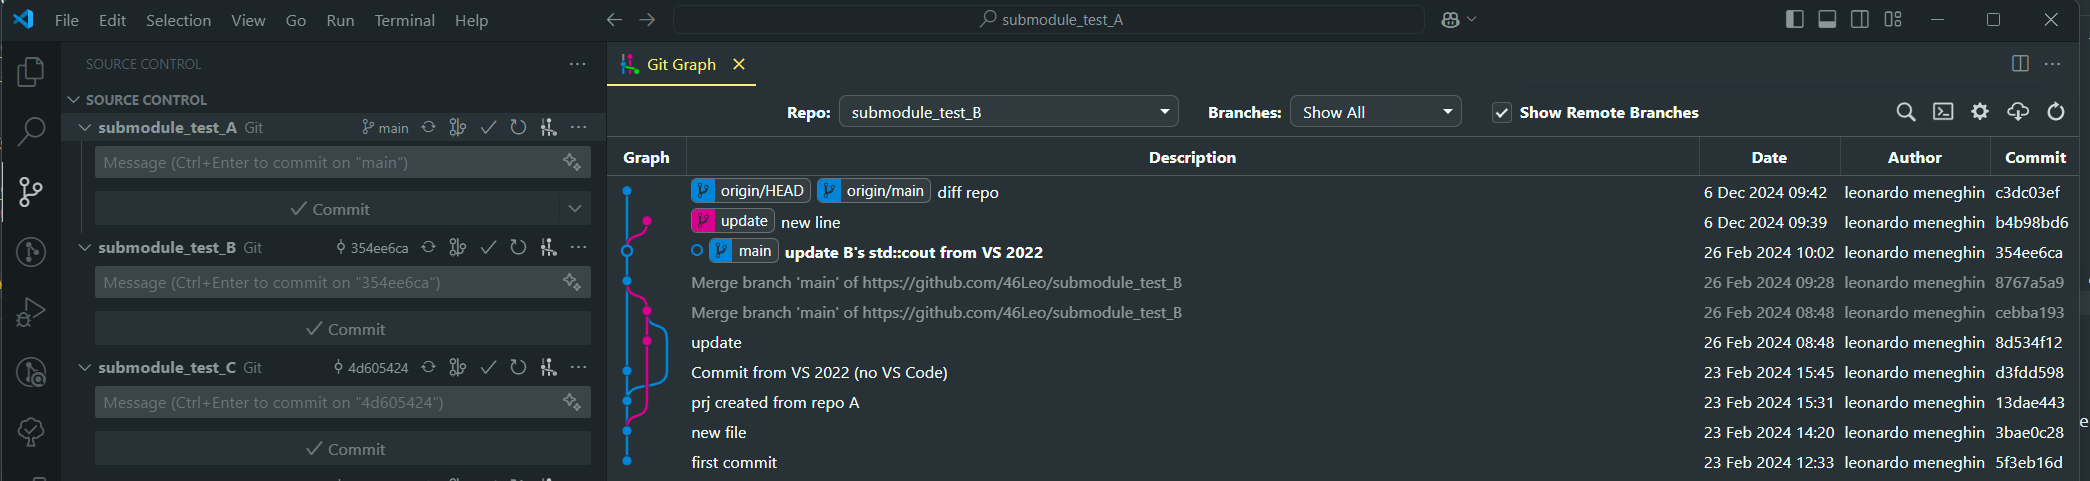 File Edit Selection View Go Run Terminal Help submodule_test_A
SOURCE CONTROL
SOURCE CONTROL
submodule_test_A Git main
Message (Ctrl+Enter to commit on "main")
Commit
submodule_test_B Git 354ee6ca
Message (Ctrl+Enter to commit on "354ee6ca")
Commit
submodule_test_C Git 4d605424
Message (Ctrl+Enter to commit on "4d605424")
Commit
Git Graph
Repo: submodule_test_B Branches: Show All Show Remote Branches
Graph Description Date Author Commit
origin/HEAD origin/main diff repo 6 Dec 2024 09:42 leonardo meneghin c3dc03ef
update new line 6 Dec 2024 09:39 leonardo meneghin b4b98bd6
main update B's std::cout from VS 2022 26 Feb 2024 10:02 leonardo meneghin 354ee6ca
Merge branch 'main' of https://github.com/46Leo/submodule_test_B 26 Feb 2024 09:28 leonardo meneghin 8767a5a9
Merge branch 'main' of https://github.com/46Leo/submodule_test_B 26 Feb 2024 08:48 leonardo meneghin cebba193
update 26 Feb 2024 08:48 leonardo meneghin 8d534f12
Commit from VS 2022 (no VS Code) 23 Feb 2024 15:45 leonardo meneghin d3fdd598
prj created from repo A 23 Feb 2024 15:31 leonardo meneghin 13dae443
new file 23 Feb 2024 14:20 leonardo meneghin 3bae0c28
first commit 23 Feb 2024 12:33 leonardo meneghin 5f3eb16d